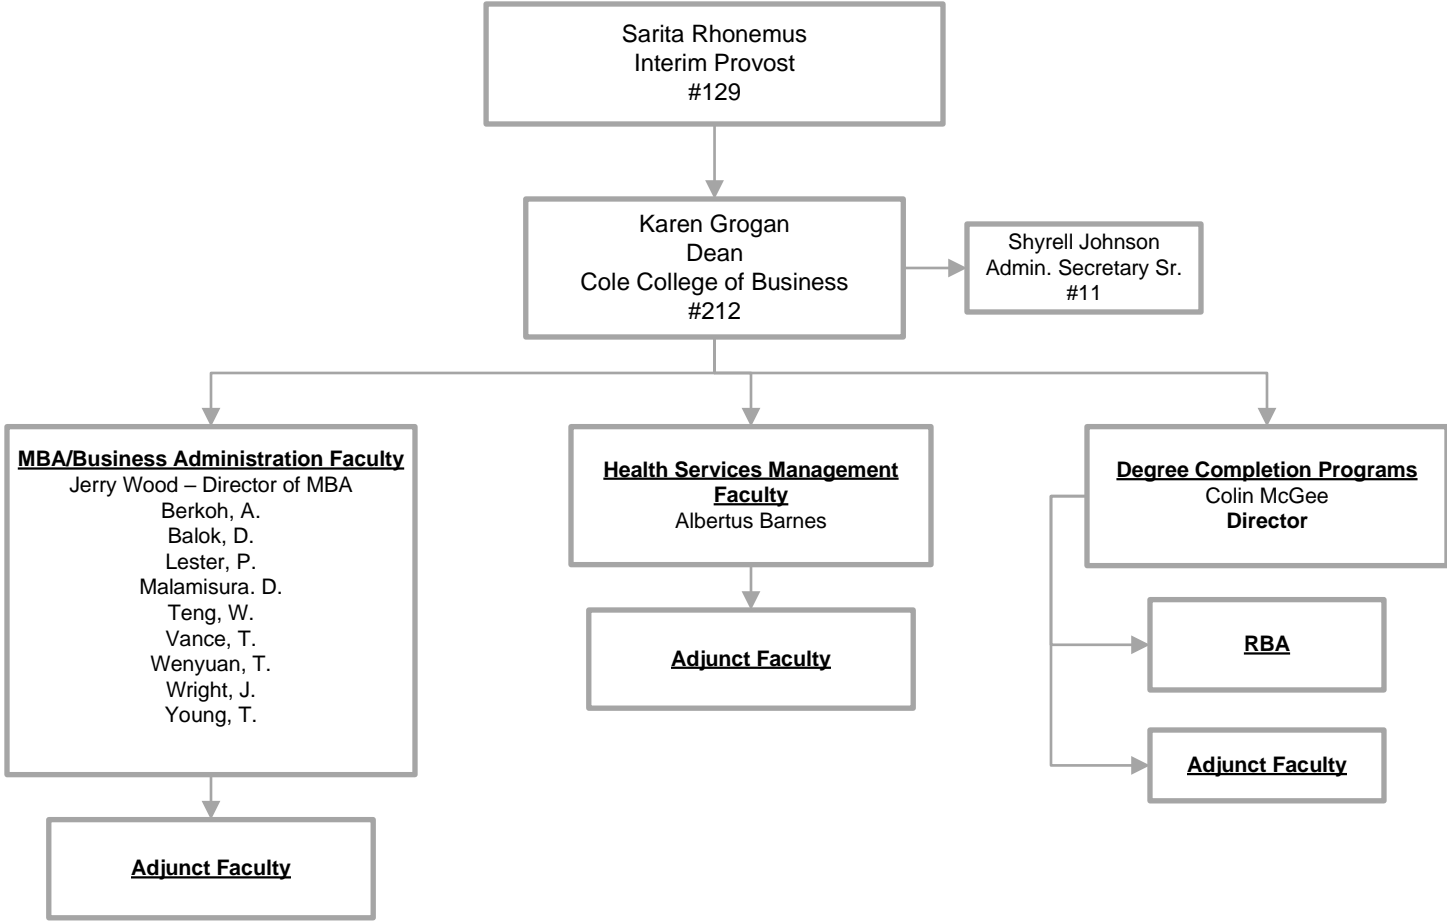 Sarita Rhonemus
Interim Provost
#129
Karen Grogan
Dean
Cole College of Business
#212
Shyrell Johnson
Admin. Secretary Sr.
#11
MBA/Business Administration Faculty
Jerry Wood – Director of MBA
Berkoh, A.
Balok, D.
Lester, P.
Malamisura. D.
Teng, W.
Vance, T.
Wenyuan, T.
Wright, J.
Young, T.
Adjunct Faculty
Health Services Management
Faculty
Albertus Barnes
Adjunct Faculty
Degree Completion Programs
Colin McGee
Director
RBA
Adjunct Faculty